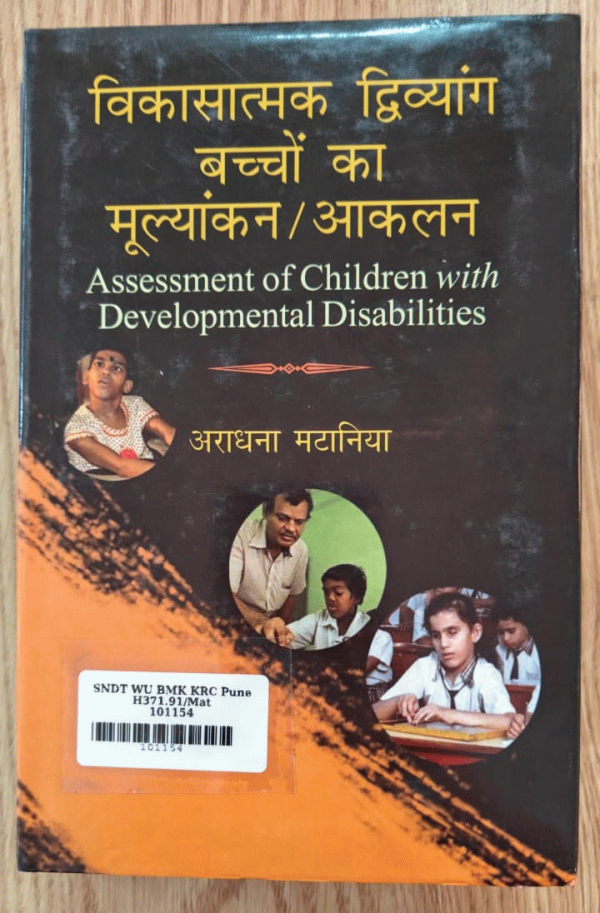 विकासात्मक द्विव्यांग
बच्चों का
मूल्यांकन/आकलन
Assessment of Children with
Developmental Disabilities
अराधना मटानिया
SNDT WU BMK KRC Pune
H371.91/Mat
101154
101154